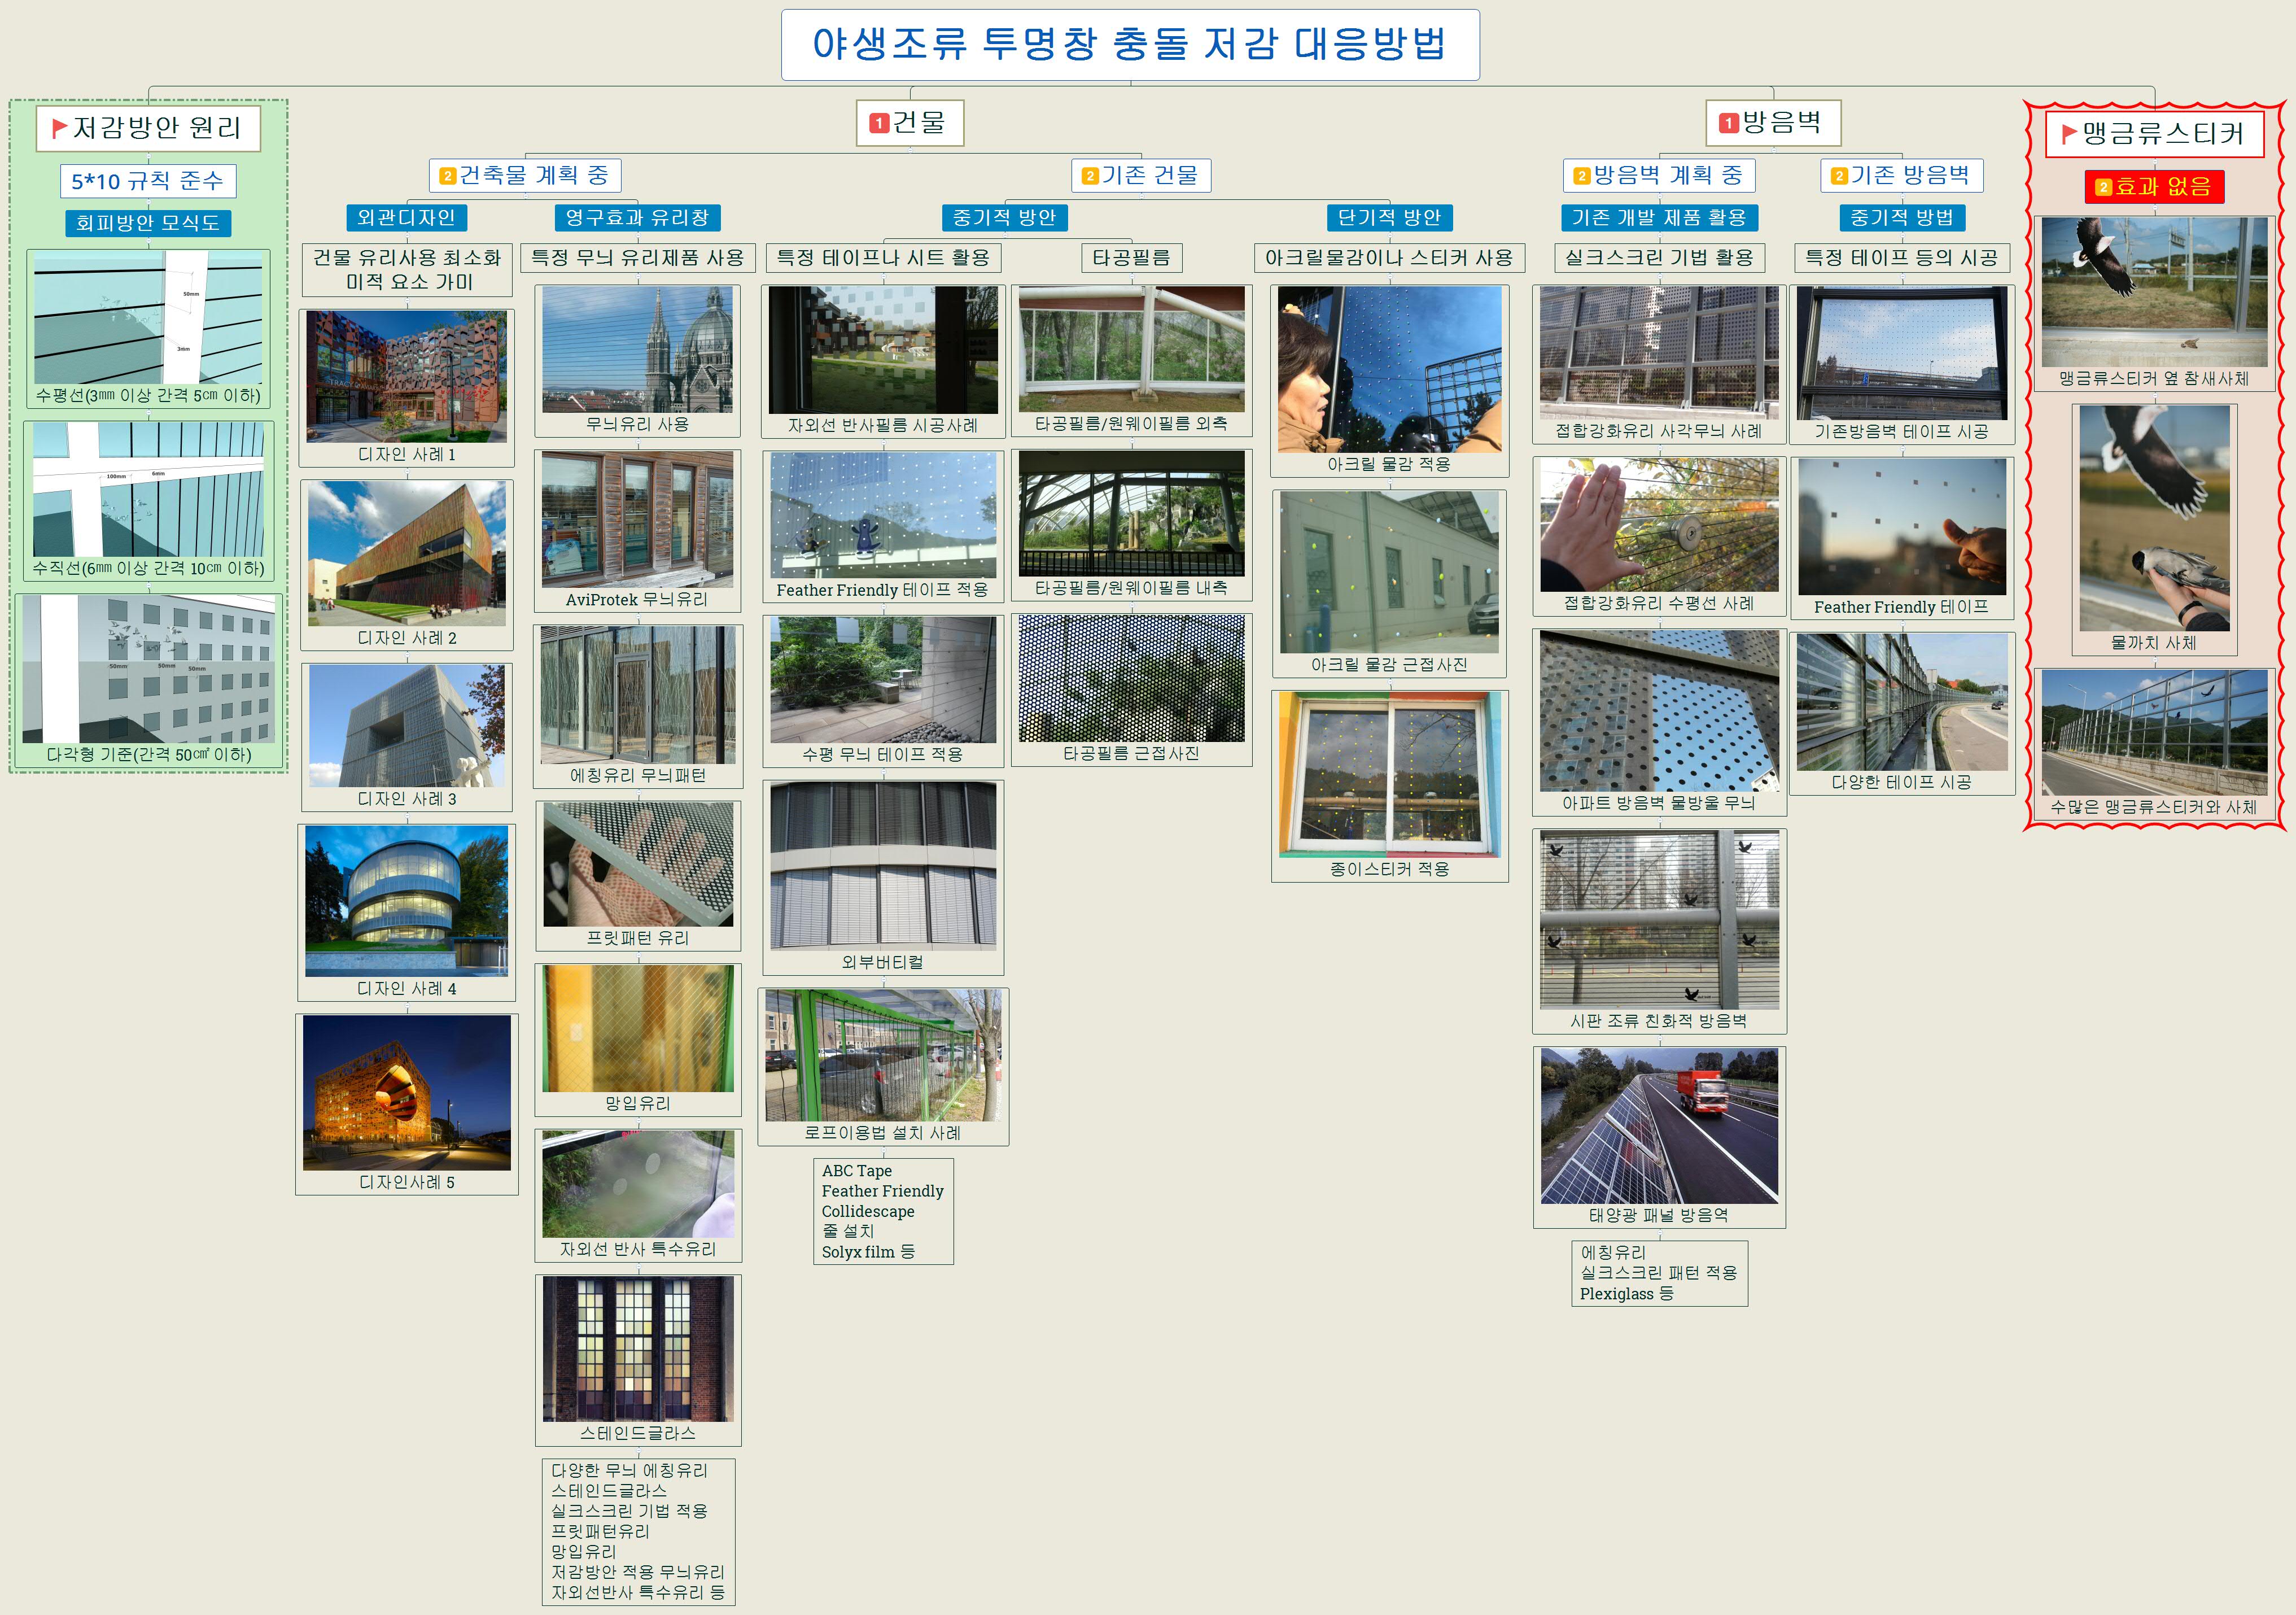 야생조류 투명창 충돌 저감 대응방법
저감방안 원리
5*10 규칙 준수
회피방안 모식도
50mm
3mm
수평선(3㎜ 이상 간격 5㎝ 이하)
100mm
6mm
수직선(6㎜ 이상 간격 10㎝ 이하)
50mm
50mm
50mm
다각형 기준(간격 50㎠ 이하)
1 건물
2 건축물 계획 중
외관디자인
건물 유리사용 최소화
미적 요소 가미
디자인 사례 1
디자인 사례 2
디자인 사례 3
디자인 사례 4
디자인사례 5
영구효과 유리창
특정 무늬 유리제품 사용
무늬유리 사용
AviProtek 무늬유리
에칭유리 무늬패턴
프릿패턴 유리
망입유리
자외선 반사 특수유리
스테인드글라스
다양한 무늬 에칭유리
스테인드글라스
실크스크린 기법 적용
프릿패턴유리
망입유리
저감방안 적용 무늬유리
자외선반사 특수유리 등
2 기존 건물
중기적 방안
특정 테이프나 시트 활용
자외선 반사필름 시공사례
Feather Friendly 테이프 적용
수평 무늬 테이프 적용
외부버티컬
로프이용법 설치 사례
ABC Tape
Feather Friendly
Collidescape
줄 설치
Solyx film 등
타공필름
타공필름/원웨이필름 외측
타공필름/원웨이필름 내측
타공필름 근접사진
단기적 방안
아크릴물감이나 스티커 사용
아크릴 물감 적용
아크릴 물감 근접사진
종이스티커 적용
1 방음벽
2 방음벽 계획 중
기존 개발 제품 활용
실크스크린 기법 활용
접합강화유리 사각무늬 사례
접합강화유리 수평선 사례
아파트 방음벽 물방울 무늬
시판 조류 친화적 방음벽
태양광 패널 방음역
에칭유리
실크스크린 패턴 적용
Plexiglass 등
2 기존 방음벽
중기적 방법
특정 테이프 등의 시공
기존방음벽 테이프 시공
Feather Friendly 테이프
다양한 테이프 시공
맹금류스티커
2 효과 없음
맹금류스티커 옆 참새사체
물까치 사체
수많은 맹금류스티커와 사체